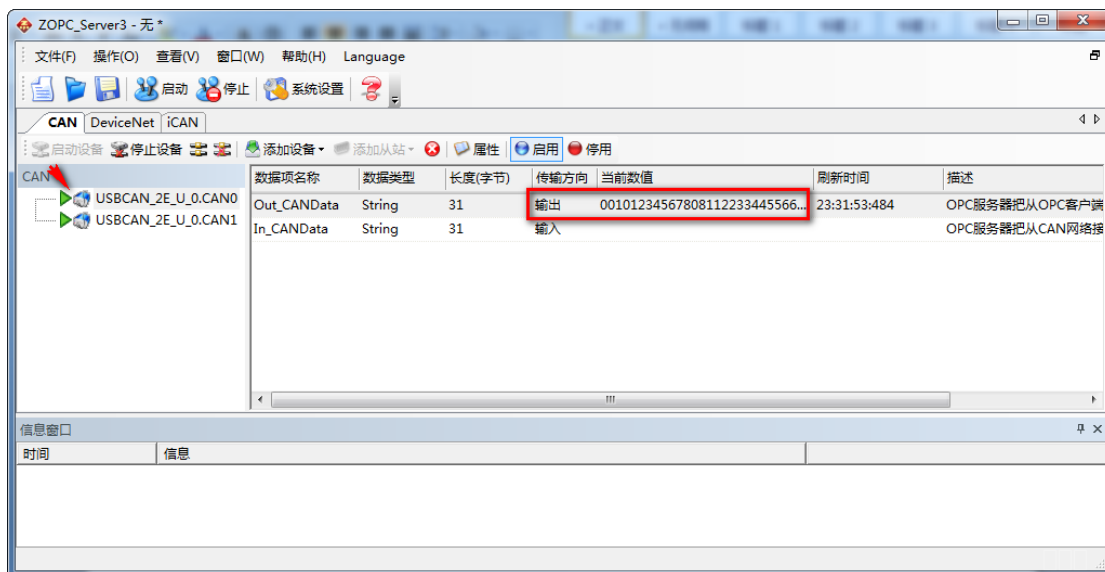 ZOPC_Server3 - 无 *
文件(F) 操作(O) 查看(V) 窗口(W) 帮助(H) Language
启动 停止 系统设置
CAN DeviceNet iCAN
启动设备 停止设备 添加设备 添加从站 属性 启用 停用
CAN
USBCAN_2E_U_0.CAN0
USBCAN_2E_U_0.CAN1
数据项名称 数据类型 长度(字节) 传输方向 当前数值 刷新时间 描述
Out_CANData String 31 输出 00101234567808112233445566... 23:31:53:484 OPC服务器把从OPC客户端
In_CANData String 31 输入 OPC服务器把从CAN网络接
信息窗口
时间 信息